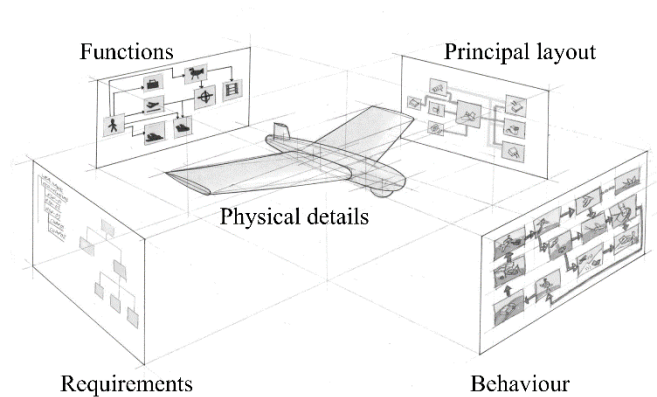 Functions
Principal layout
Physical details
Requirements
Behaviour